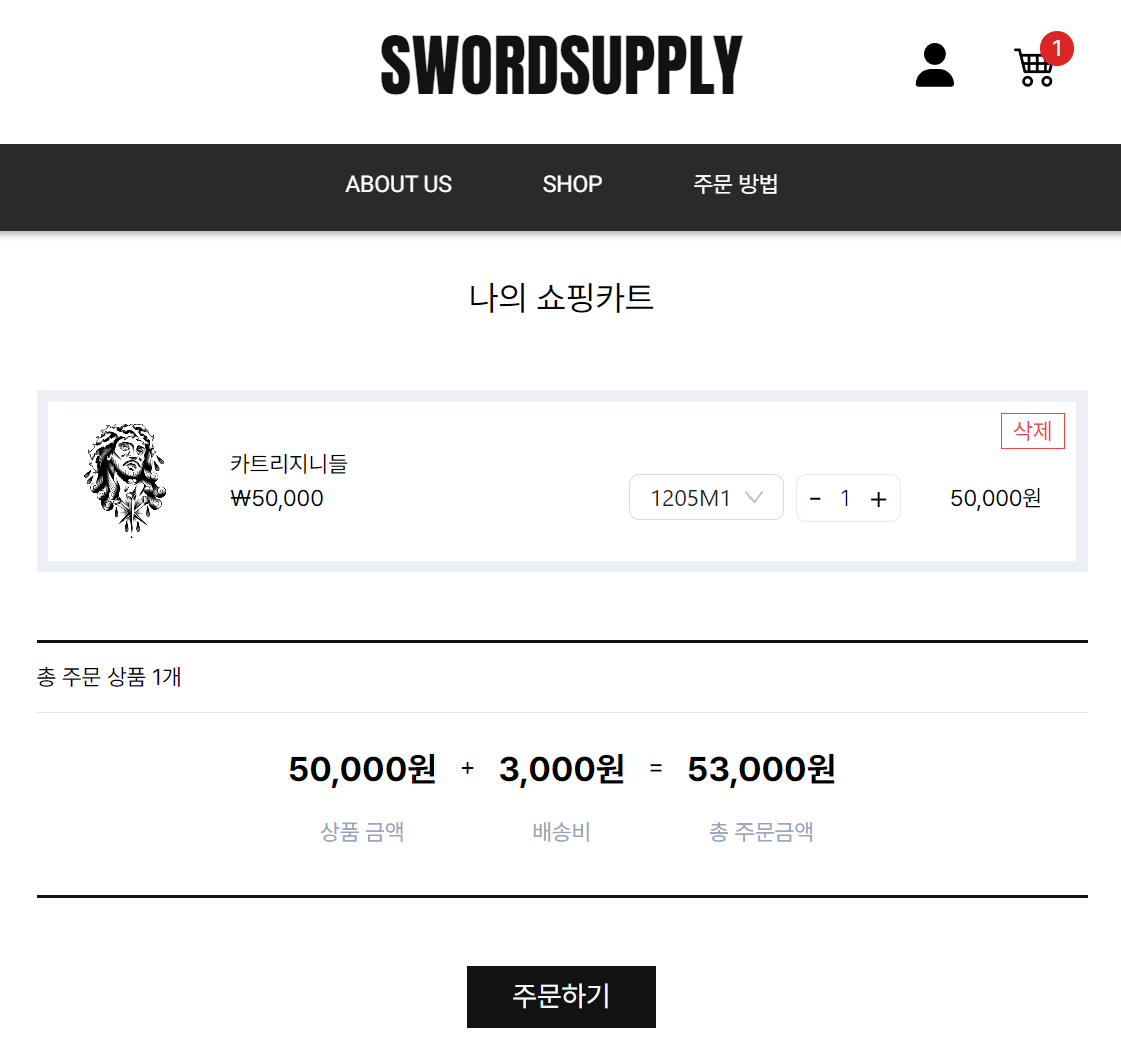 SWORDSUPPLY
1
ABOUT US SHOP 주문 방법
나의 쇼핑카트
삭제
카트리지니들
₩50,000
1205M1 - 1 + 50,000원
총 주문 상품 1개
50,000원 + 3,000원 = 53,000원
상품 금액 배송비 총 주문금액
주문하기